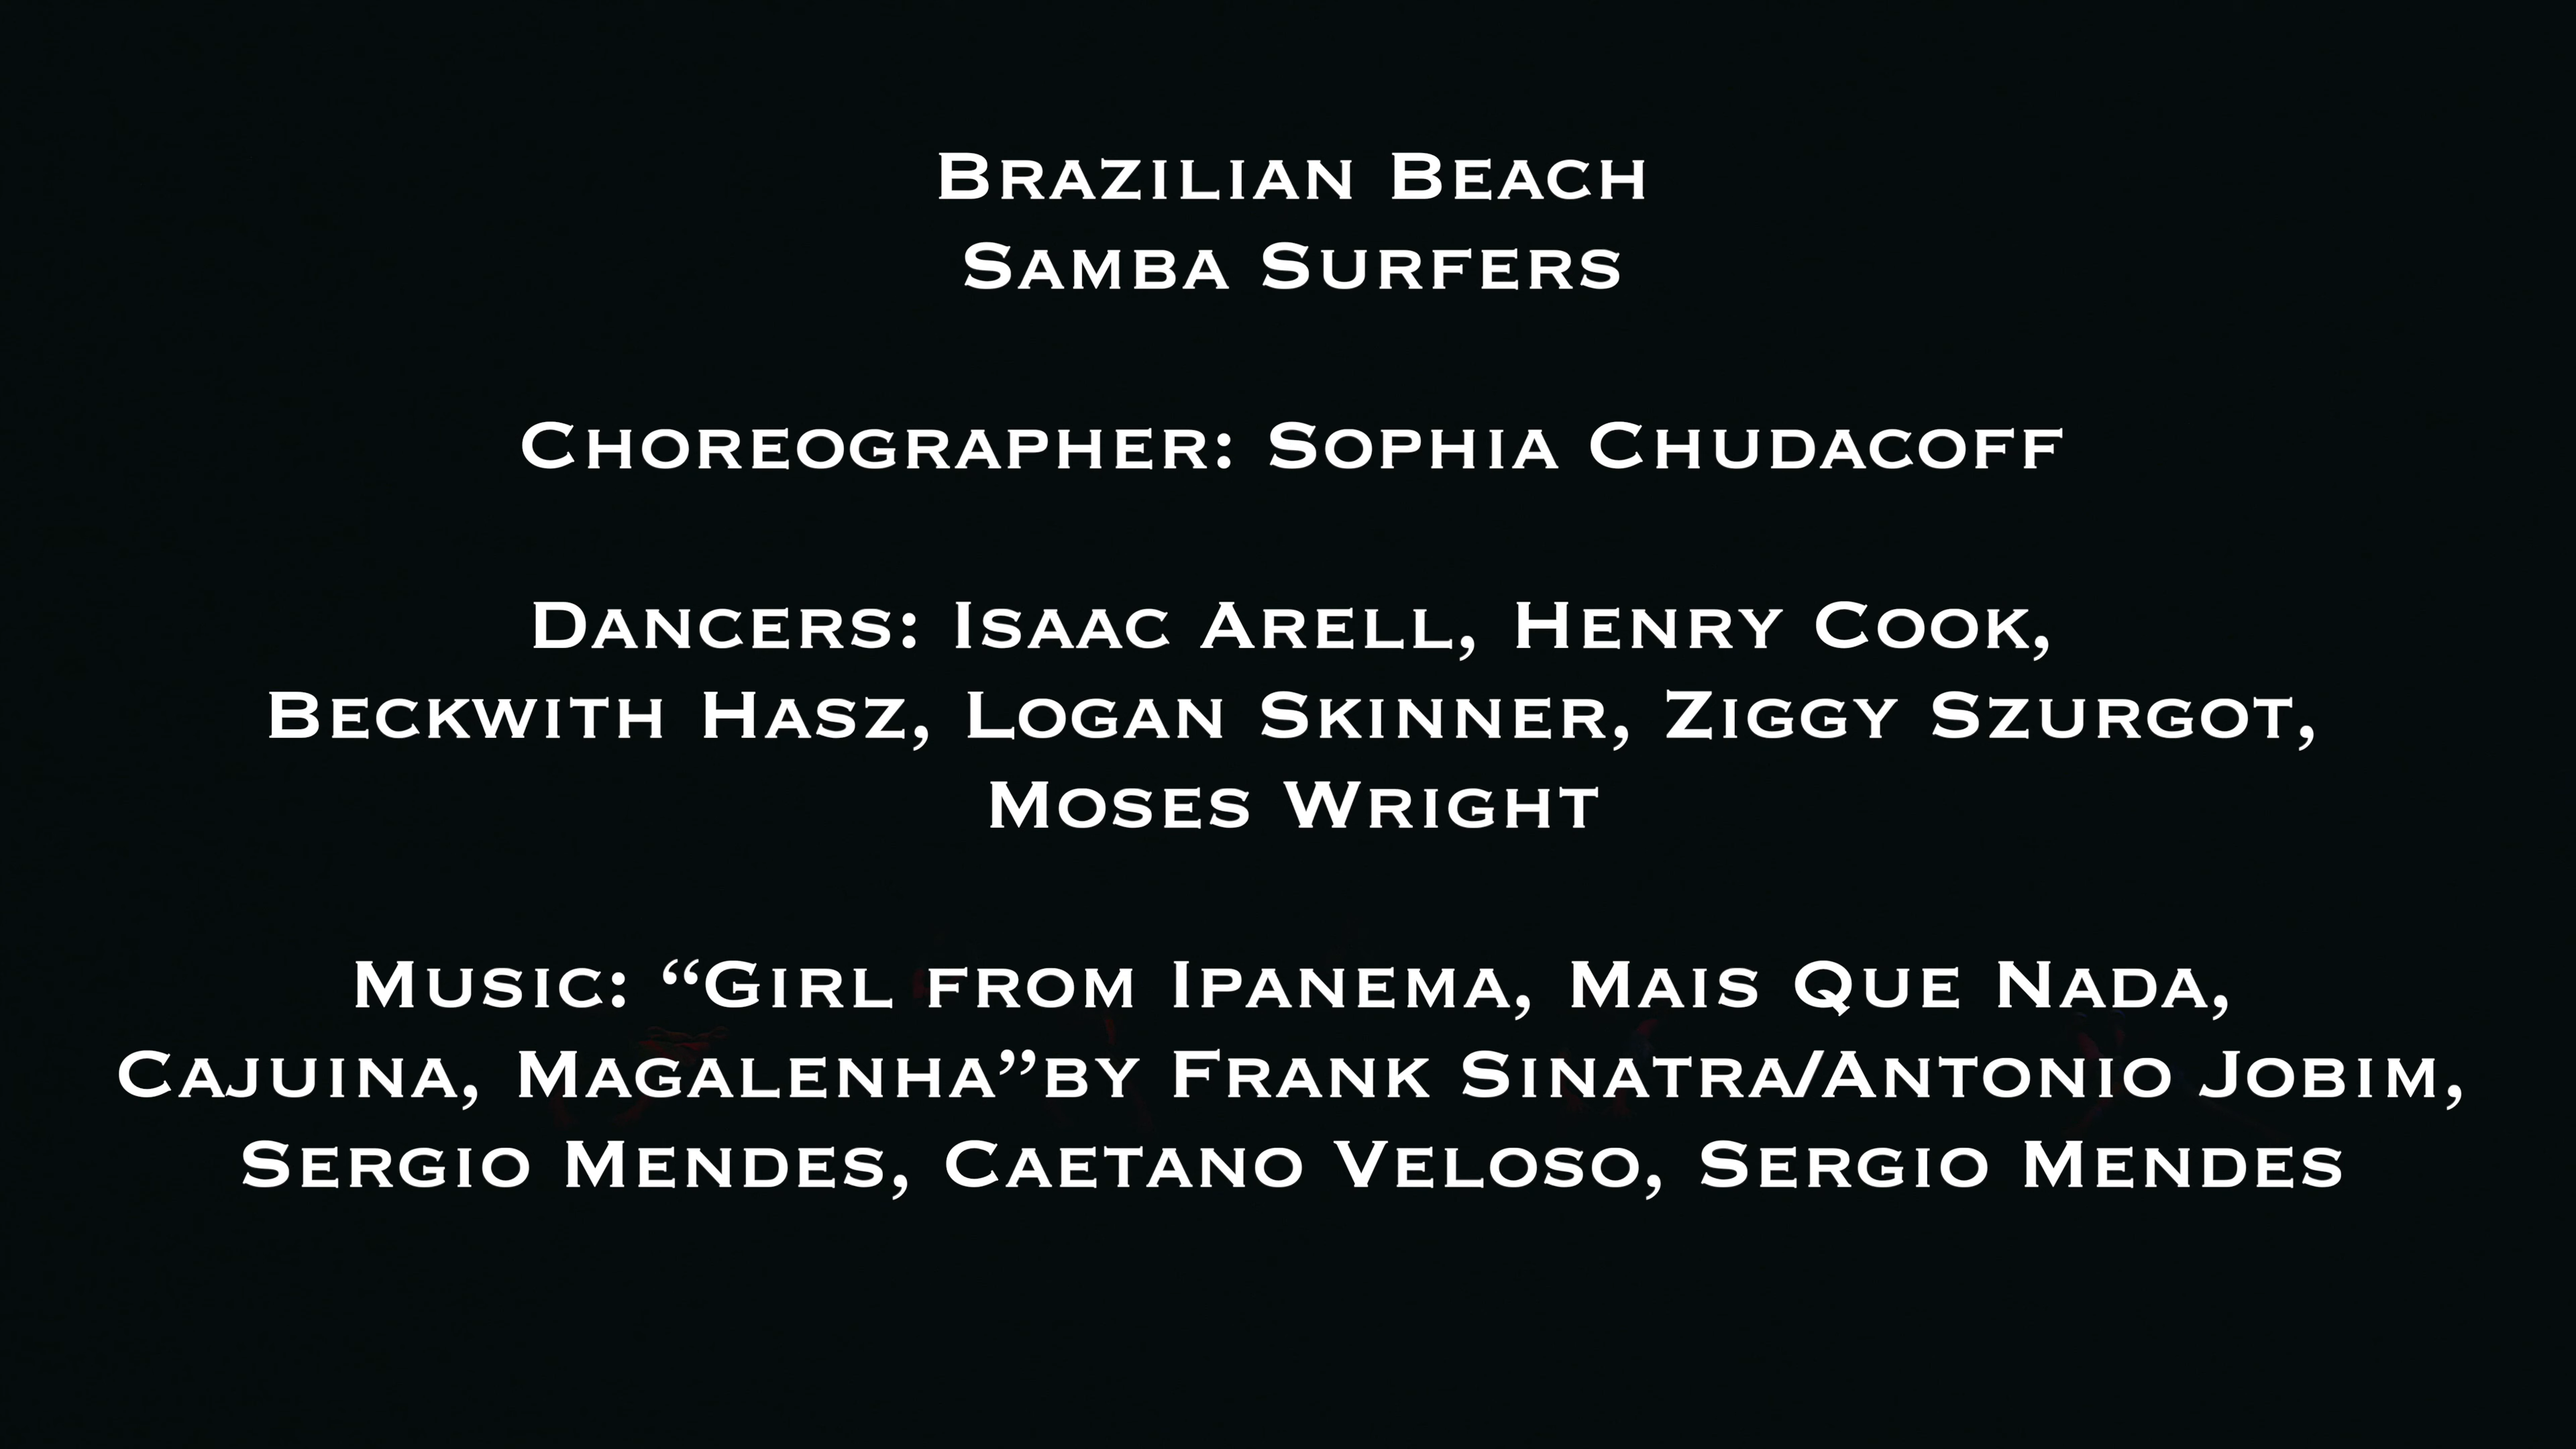 Brazilian Beach
Samba Surfers
Choreographer: Sophia Chudacoff
Dancers: Isaac Arell, Henry Cook,
Beckwith Hasz, Logan Skinner, Ziggy Szurgot,
Moses Wright
Music: “Girl from Ipanema, Mais Que Nada,
Cajuina, Magalenha”by Frank Sinatra/Antonio Jobim,
Sergio Mendes, Caetano Veloso, Sergio Mendes